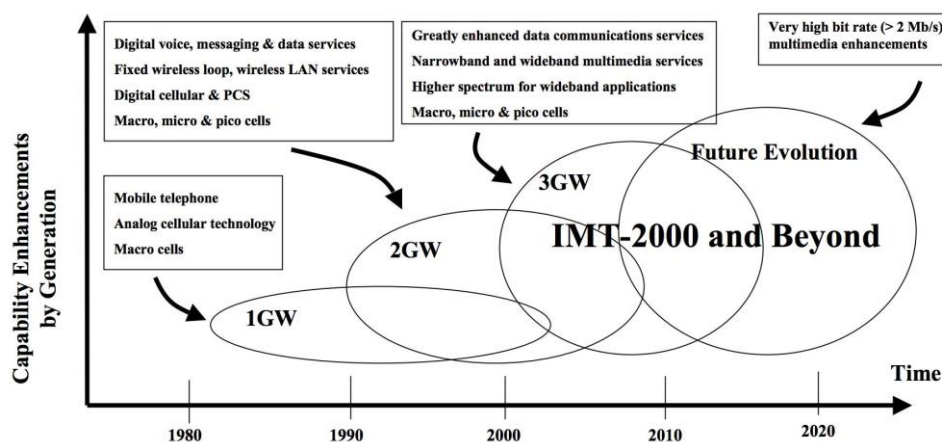 Digital voice, messaging & data services
Fixed wireless loop, wireless LAN services
Digital cellular & PCS
Macro, micro & pico cells
Greatly enhanced data communications services
Narrowband and wideband multimedia services
Higher spectrum for wideband applications
Macro, micro & pico cells
Very high bit rate (> 2 Mb/s)
multimedia enhancements
Mobile telephone
Analog cellular technology
Macro cells
Capability Enhancements
by Generation
1GW
2GW
3GW
Future Evolution
IMT-2000 and Beyond
Time
1980
1990
2000
2010
2020